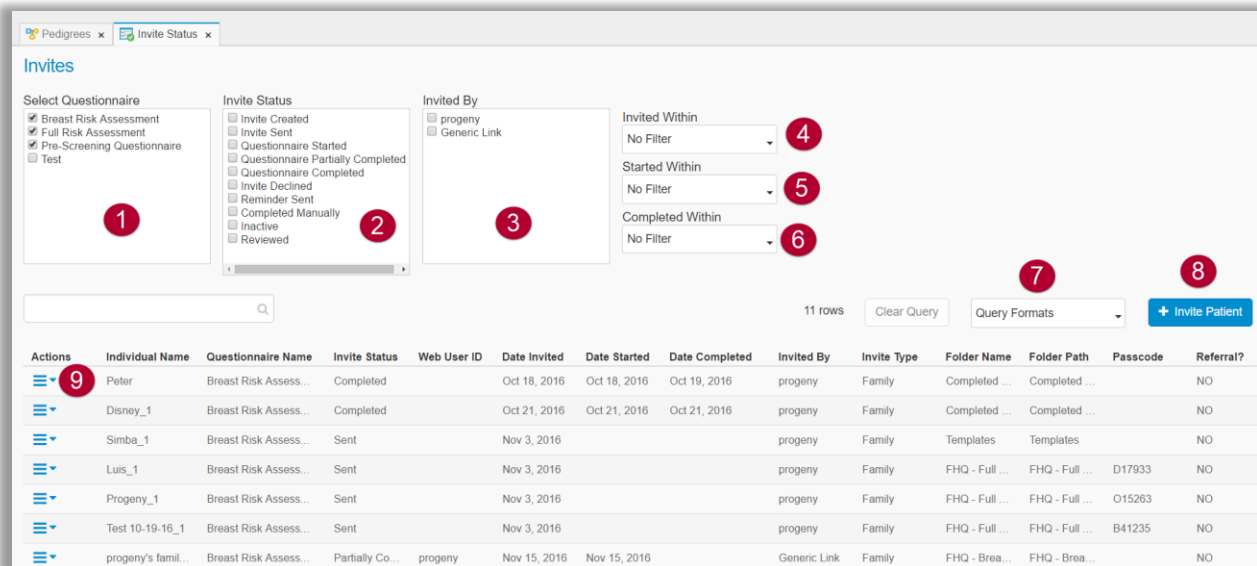 Pedigrees x Invite Status x
Invites
Select Questionnaire Invite Status Invited By
Breast Risk Assessment
Full Risk Assessment
Pre-Screening Questionnaire
Test
1
Invite Created
Invite Sent
Questionnaire Started
Questionnaire Partially Completed
Questionnaire Completed
Invite Declined
Reminder Sent
Completed Manually
Inactive
Reviewed
2
progeny
Generic Link
3
Invited Within
No Filter 4
Started Within
No Filter 5
Completed Within
No Filter 6
7 8
11 rows Clear Query Query Formats + Invite Patient
Actions Individual Name Questionnaire Name Invite Status Web User ID Date Invited Date Started Date Completed Invited By Invite Type Folder Name Folder Path Passcode Referral?
9 Peter Breast Risk Assess... Completed Oct 18, 2016 Oct 18, 2016 Oct 19, 2016 progeny Family Completed ... Completed ... NO
Disney_1 Breast Risk Assess... Completed Oct 21, 2016 Oct 21, 2016 Oct 21, 2016 progeny Family Completed ... Completed ... NO
Simba_1 Breast Risk Assess... Sent Nov 3, 2016 progeny Family Templates Templates NO
Luis_1 Breast Risk Assess... Sent Nov 3, 2016 progeny Family FHQ - Full ... FHQ - Full ... D17933 NO
Progeny_1 Breast Risk Assess... Sent Nov 3, 2016 progeny Family FHQ - Full ... FHQ - Full ... O15263 NO
Test 10-19-16_1 Breast Risk Assess... Sent Nov 3, 2016 progeny Family FHQ - Full ... FHQ - Full ... B41235 NO
progeny's famil... Breast Risk Assess... Partially Co... progeny Nov 15, 2016 Nov 15, 2016 Generic Link Family FHQ - Brea... FHQ - Brea... NO